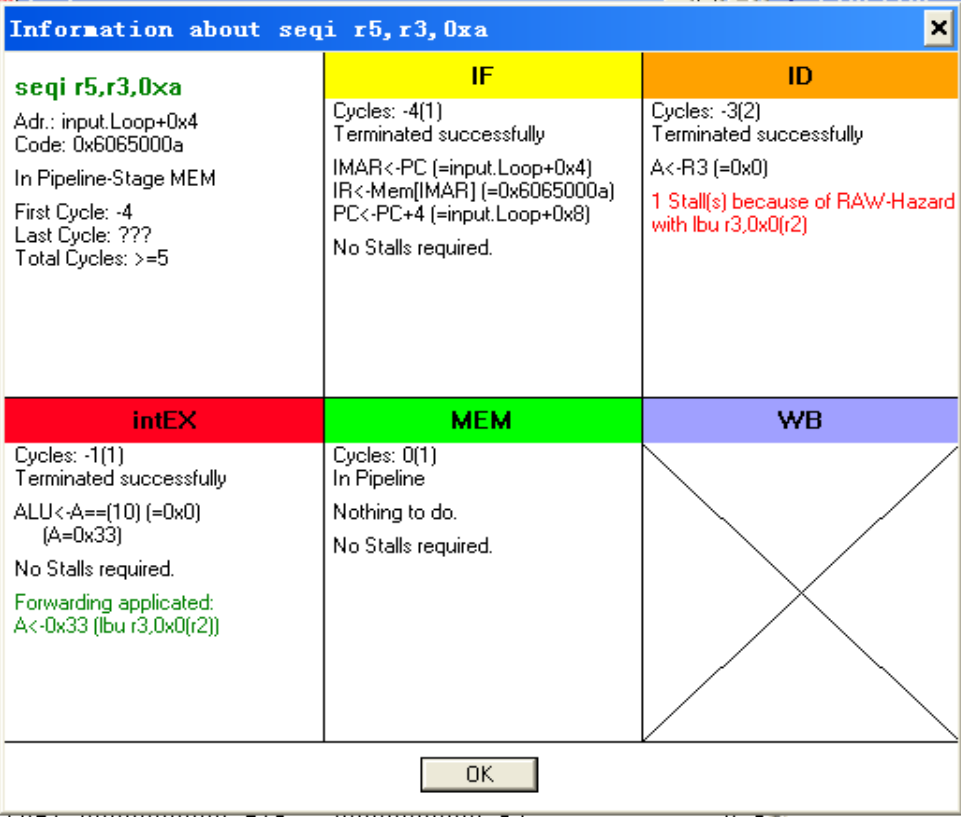 Information about seqi r5,r3,0xa
seqi r5,r3,0xa
Adr.: input.Loop+0x4
Code: 0x6065000a
In Pipeline-Stage MEM
First Cycle: -4
Last Cycle: ???
Total Cycles: >=5
IF
Cycles: -4(1)
Terminated successfully
IMAR<-PC (=input.Loop+0x4)
IR<-Mem[IMAR] (=0x6065000a)
PC<-PC+4 (=input.Loop+0x8)
No Stalls required.
ID
Cycles: -3(2)
Terminated successfully
A<-R3 (=0x0)
1 Stall(s) because of RAW-Hazard
with lbu r3,0x0(r2)
intEX
Cycles: -1(1)
Terminated successfully
ALU<-A==(10) (=0x0)
(A=0x33)
No Stalls required.
Forwarding applicated:
A<-0x33 (lbu r3,0x0(r2))
MEM
Cycles: 0(1)
In Pipeline
Nothing to do.
No Stalls required.
WB
OK